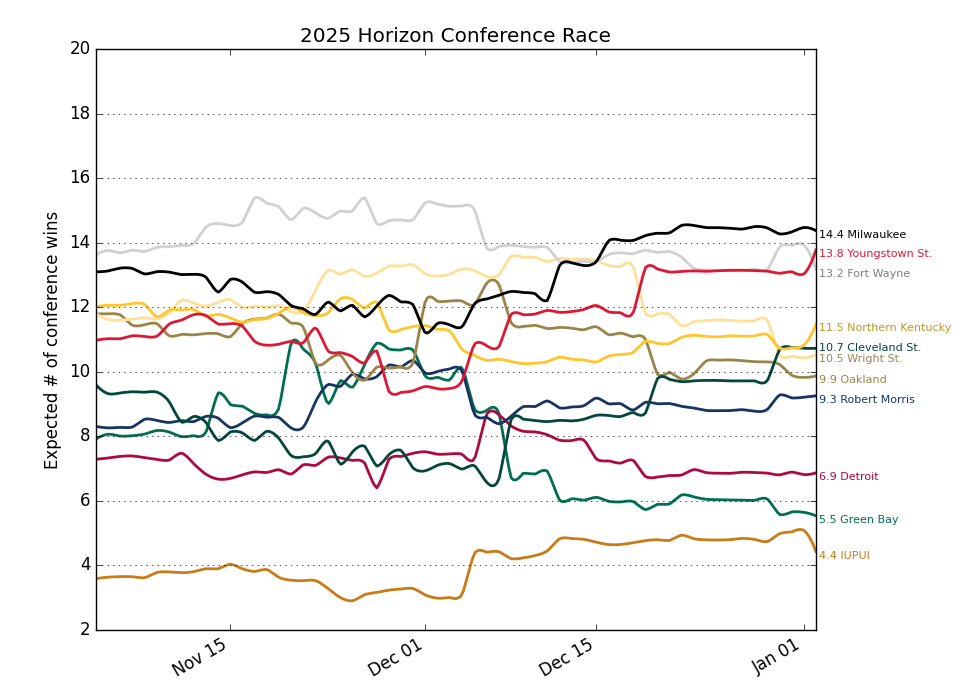 2025 Horizon Conference Race
Expected # of conference wins
20
18
16
14
12
10
8
6
4
2
14.4 Milwaukee
13.8 Youngstown St.
13.2 Fort Wayne
11.5 Northern Kentucky
10.7 Cleveland St.
10.5 Wright St.
9.9 Oakland
9.3 Robert Morris
6.9 Detroit
5.5 Green Bay
4.4 IUPUI
Nov 15
Dec 01
Dec 15
Jan 01